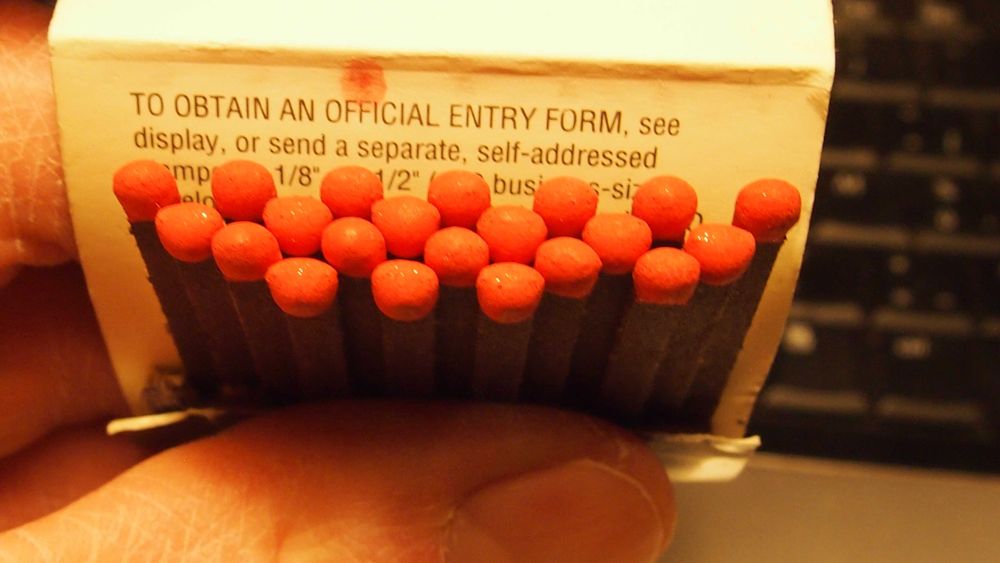 TO OBTAIN AN OFFICIAL ENTRY FORM, see
display, or send a separate, self-addressed
1/8" 1/2"